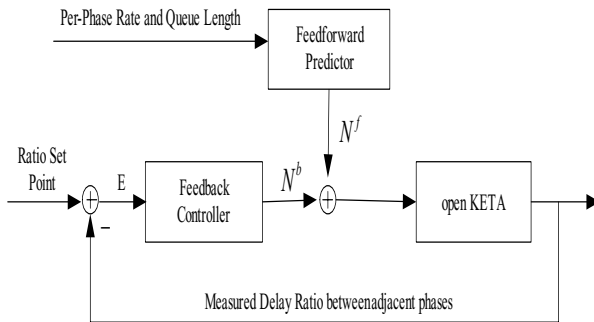 Per-Phase Rate and Queue Length
Feedforward
Predictor
N^f
Ratio Set
Point
E
Feedback
Controller
N^b
+
+
−
open KETA
Measured Delay Ratio betweenadjacent phases